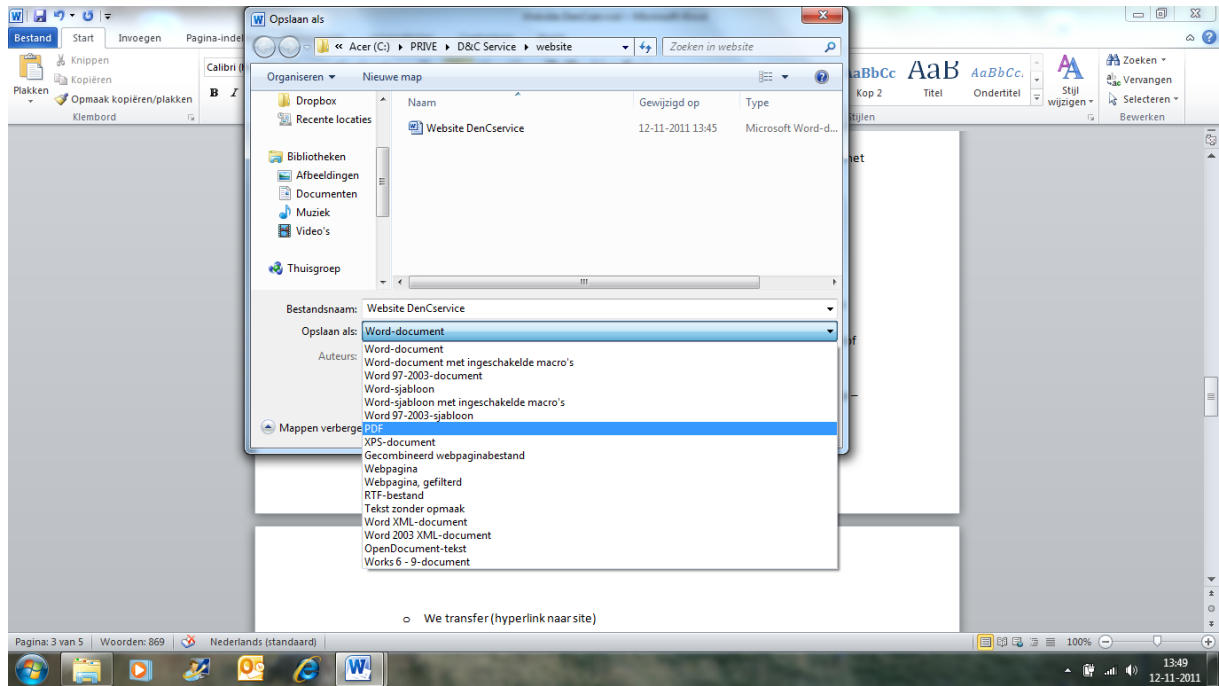 Opslaan als
Bestand Start Invoegen Pagina-indel
Knippen
Kopiëren
Opmaak kopiëren/plakken
Plakken
Klembord
Calibri (
B I
Acer (C:) PRIVE D&C Service website
Zoeken in website
Organiseren Nieuwe map
Dropbox
Recente locaties
Bibliotheken
Afbeeldingen
Documenten
Muziek
Video's
Thuisgroep
Naam Gewijzigd op Type
Website DenCservice 12-11-2011 13:45 Microsoft Word-d...
Bestandsnaam: Website DenCservice
Opslaan als: Word-document
Auteurs:
Word-document
Word-document met ingeschakelde macro's
Word 97-2003-document
Word-sjabloon
Word-sjabloon met ingeschakelde macro's
Word 97-2003-sjabloon
Mappen verberge
PDF
XPS-document
Gecombineerd webpaginabestand
Webpagina
Webpagina, gefilterd
RTF-bestand
Tekst zonder opmaak
Word XML-document
Word 2003 XML-document
OpenDocument-tekst
Works 6 - 9-document
aBbCc AaB AaBbCc.
Kop 2 Titel Ondertitel
Stijl
wijzigen
Stijlen
Zoeken
Vervangen
Selecteren
Bewerken
net
of
–
o We transfer (hyperlink naar site)
Pagina: 3 van 5 Woorden: 869 Nederlands (standaard) 100%
13:49
12-11-2011